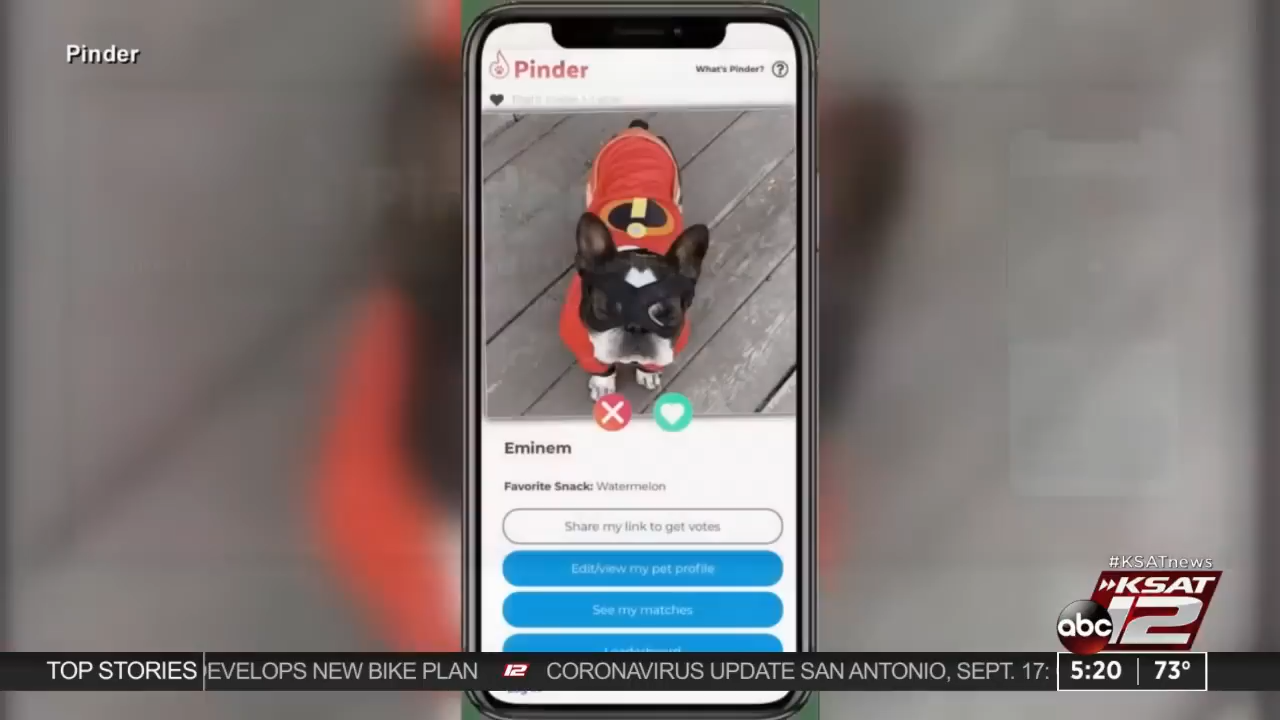 Pinder
Pinder
What's Pinder? ?
Eminem
Favorite Snack: Watermelon
Share my link to get votes
Edit/view my pet profile
See my matches
#KSATnews
KSAT
abc 12
TOP STORIES EVELOPS NEW BIKE PLAN 12 CORONAVIRUS UPDATE SAN ANTONIO, SEPT. 17: 5:20 73°